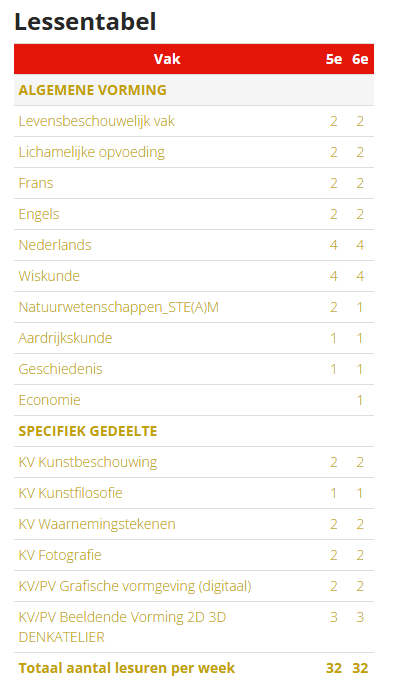 Lessentabel
Vak 5e 6e
ALGEMENE VORMING
Levensbeschouwelijk vak 2 2
Lichamelijke opvoeding 2 2
Frans 2 2
Engels 2 2
Nederlands 4 4
Wiskunde 4 4
Natuurwetenschappen_STE(A)M 2 1
Aardrijkskunde 1 1
Geschiedenis 1 1
Economie 1
SPECIFIEK GEDEELTE
KV Kunstbeschouwing 2 2
KV Kunstfilosofie 1 1
KV Waarnemingstekenen 2 2
KV Fotografie 2 2
KV/PV Grafische vormgeving (digitaal) 2 2
KV/PV Beeldende Vorming 2D 3D 3 3
DENKATELIER
Totaal aantal lesuren per week 32 32